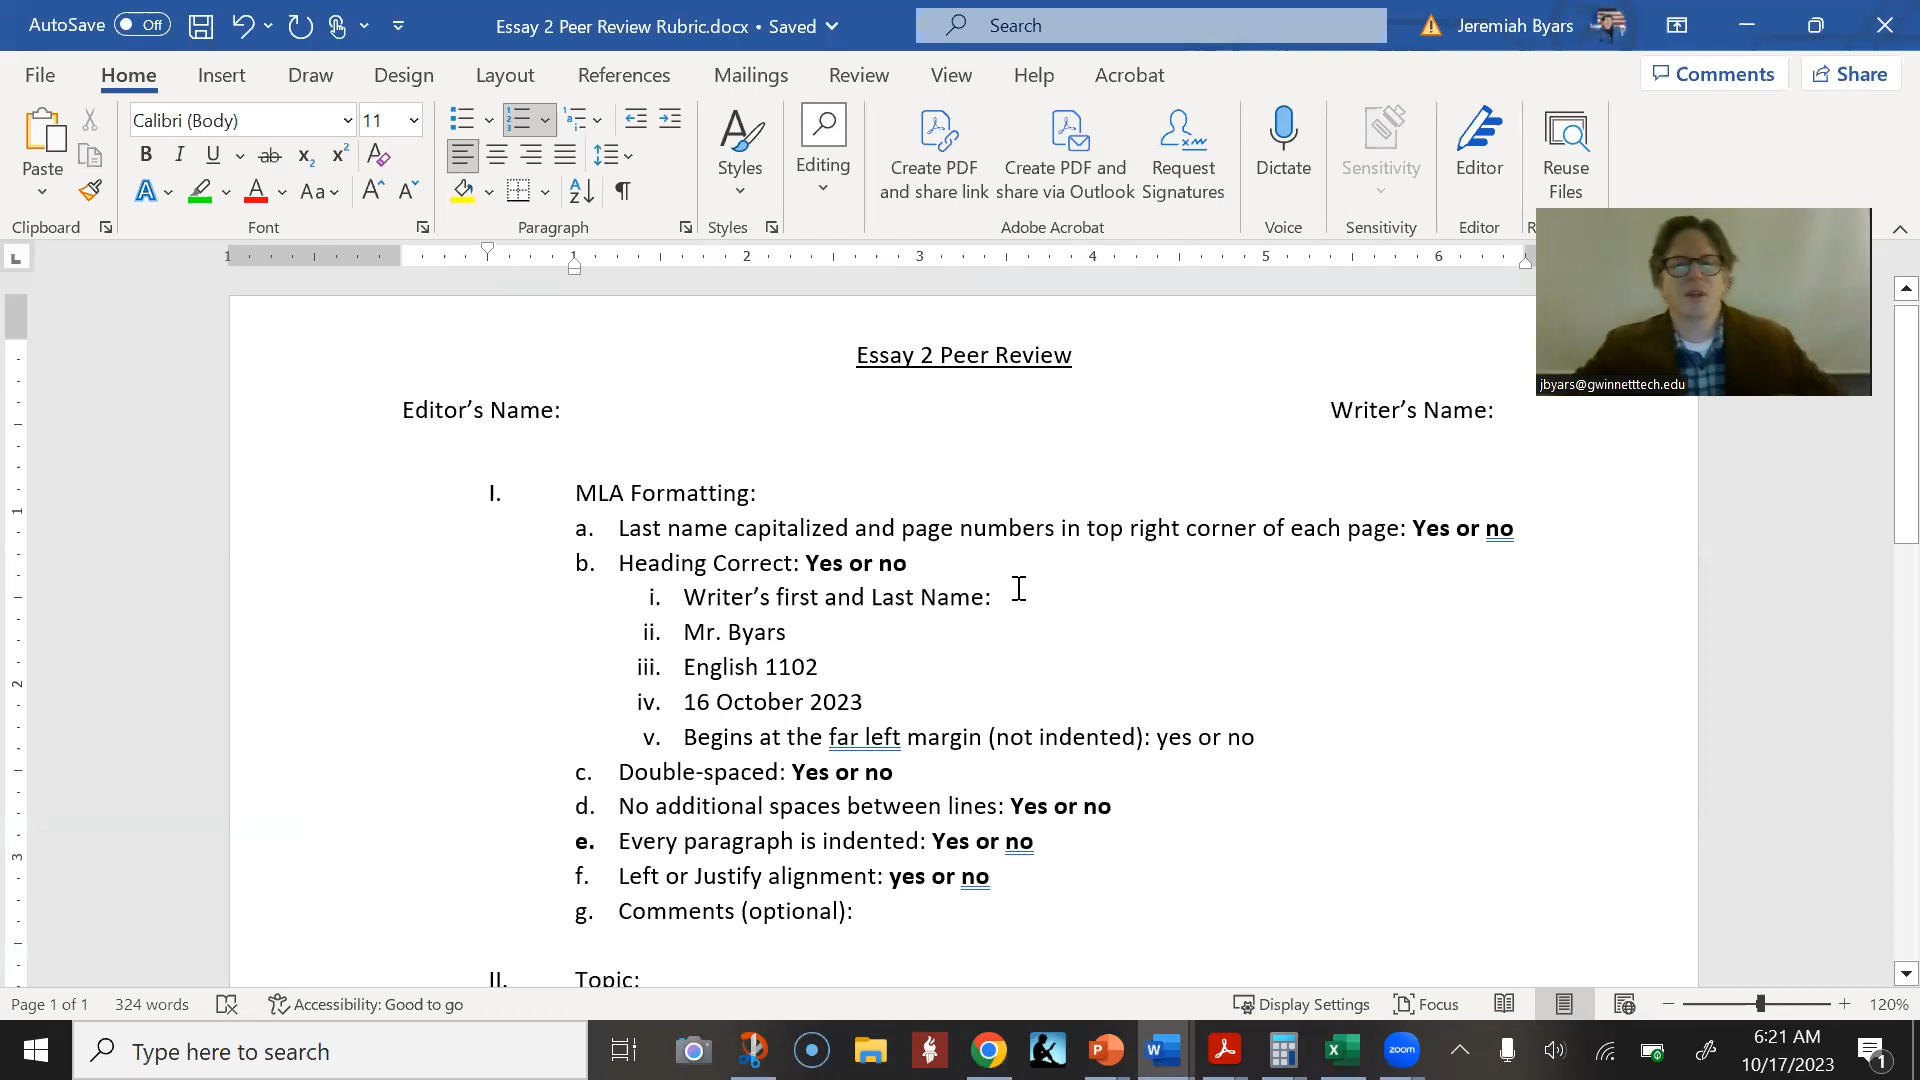 AutoSave Off Essay 2 Peer Review Rubric.docx • Saved Search Jeremiah Byars
File Home Insert Draw Design Layout References Mailings Review View Help Acrobat Comments Share
Calibri (Body) 11
Paste Styles Editing Create PDF and share link Create PDF and share via Outlook Request Signatures Dictate Sensitivity Editor Reuse Files
Clipboard Font Paragraph Styles Adobe Acrobat Voice Sensitivity Editor R
1 1 2 3 4 5 6
jbyars@gwinnetttech.edu
Essay 2 Peer Review
Editor’s Name: Writer’s Name:
I. MLA Formatting:
a. Last name capitalized and page numbers in top right corner of each page: Yes or no
b. Heading Correct: Yes or no
i. Writer’s first and Last Name:
ii. Mr. Byars
iii. English 1102
iv. 16 October 2023
v. Begins at the far left margin (not indented): yes or no
c. Double-spaced: Yes or no
d. No additional spaces between lines: Yes or no
e. Every paragraph is indented: Yes or no
f. Left or Justify alignment: yes or no
g. Comments (optional):
II. Topic:
Page 1 of 1 324 words Accessibility: Good to go Display Settings Focus 120%
Type here to search zoom 6:21 AM
10/17/2023 1